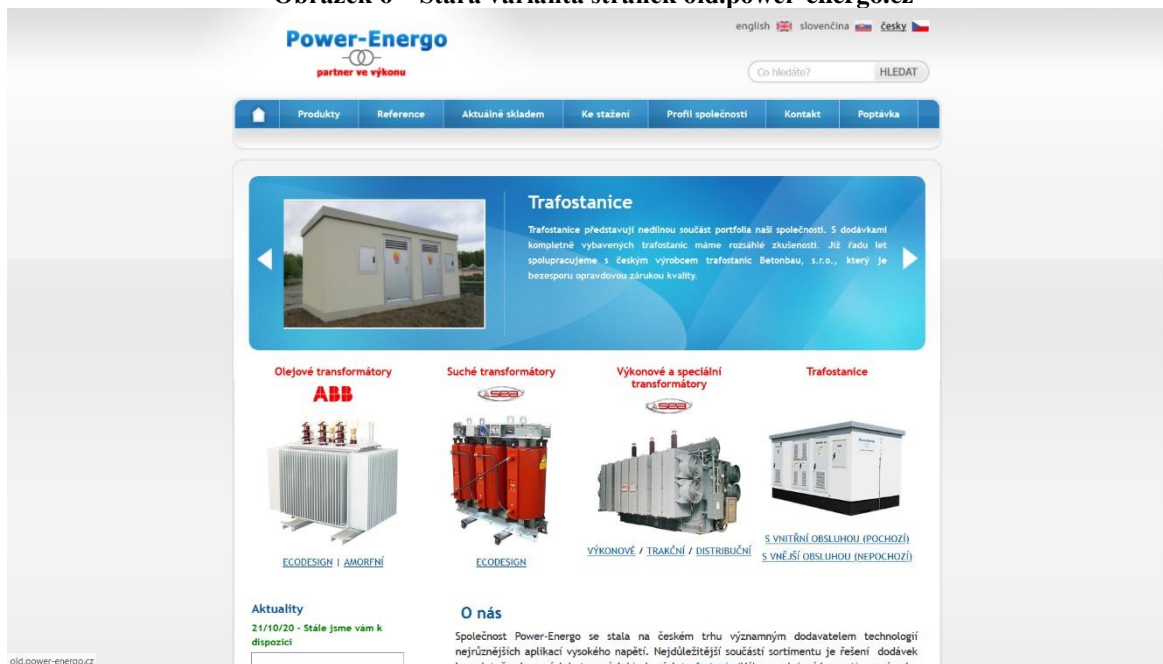 Obrázek 6 – Stará varianta stránek old.power-energo.cz
english slovenčina česky
Power-Energo
partner ve výkonu
Co hledáte? HLEDAT
Produkty Reference Aktuálně skladem Ke stažení Profil společnosti Kontakt Poptávka
Trafostanice
Trafostanice představují nedílnou součást portfolia naší společnosti. S dodávkami
kompletně vybavených trafostanic máme rozsáhlé zkušenosti. Již řadu let
spolupracujeme s českým výrobcem trafostanic Betonbau, s.r.o., který je
bezesporu opravdovou zárukou kvality.
Olejové transformátory
ABB
ECODESIGN | AMORFNÍ
Suché transformátory
SEA
ECODESIGN
Výkonové a speciální
transformátory
SEA
VÝKONOVÉ / TRAKČNÍ / DISTRIBUČNÍ
Trafostanice
S VNITŘNÍ OBSLUHOU (POCHOZÍ)
S VNĚJŠÍ OBSLUHOU (NEPOCHOZÍ)
Aktuality
21/10/20 - Stále jsme vám k
dispozici
O nás
Společnost Power-Energo se stala na českém trhu významným dodavatelem technologií
nejrůznějších aplikací vysokého napětí. Nejdůležitější součástí sortimentu je řešení dodávek
old.power-energo.cz